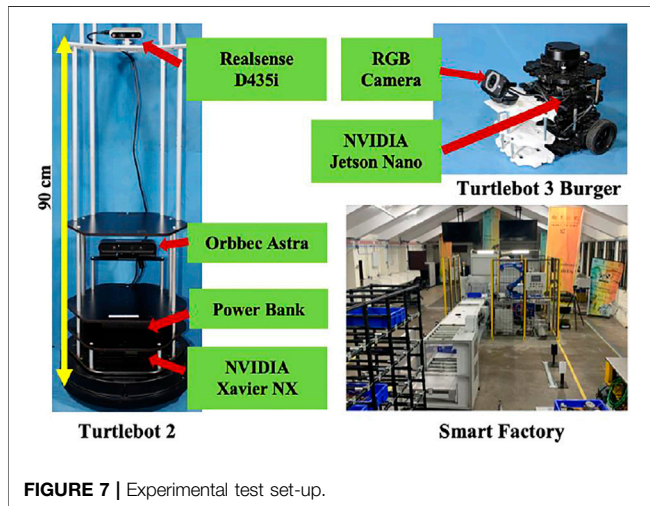 Realsense
D435i
RGB
Camera
NVIDIA
Jetson Nano
Turtlebot 3 Burger
90 cm
Orbbec Astra
Power Bank
NVIDIA
Xavier NX
Turtlebot 2
Smart Factory
FIGURE 7 | Experimental test set-up.